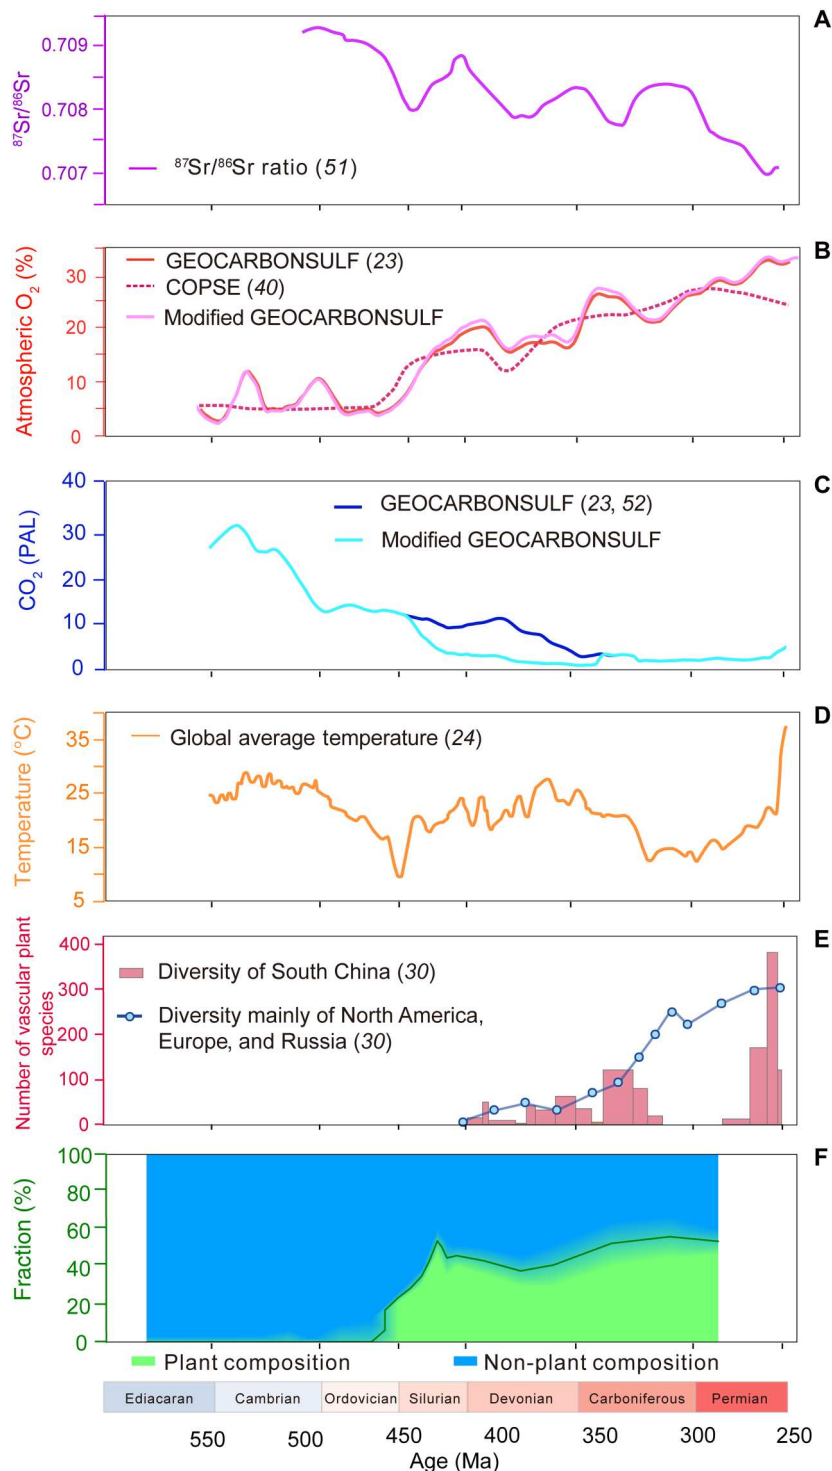 A
87Sr/86Sr
0.709
0.708
0.707
87Sr/86Sr ratio (51)
B
Atmospheric O2 (%)
30
20
10
0
GEOCARBONSULF (23)
COPSE (40)
Modified GEOCARBONSULF
C
CO2 (PAL)
40
30
20
10
0
GEOCARBONSULF (23, 52)
Modified GEOCARBONSULF
D
Temperature (°C)
35
25
15
5
Global average temperature (24)
E
Number of vascular plant
species
400
300
200
100
0
Diversity of South China (30)
Diversity mainly of North America,
Europe, and Russia (30)
F
Fraction (%)
100
80
60
40
20
0
Plant composition Non-plant composition
Ediacaran Cambrian Ordovician Silurian Devonian Carboniferous Permian
550 500 450 400 350 300 250
Age (Ma)